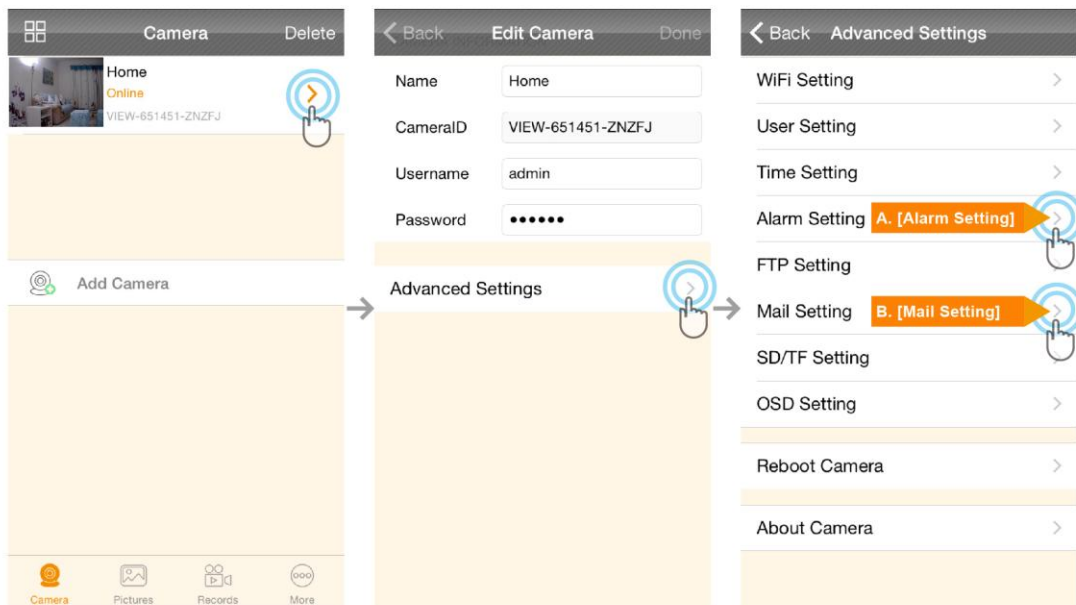 Camera
Delete
Home
Online
VIEW-651451-ZNZFJ
Add Camera
Camera
Pictures
Records
More
Back
Edit Camera
Done
Name
Home
CameraID
VIEW-651451-ZNZFJ
Username
admin
Password
••••••
Advanced Settings
Back
Advanced Settings
WiFi Setting
User Setting
Time Setting
Alarm Setting A. [Alarm Setting]
FTP Setting
Mail Setting B. [Mail Setting]
SD/TF Setting
OSD Setting
Reboot Camera
About Camera